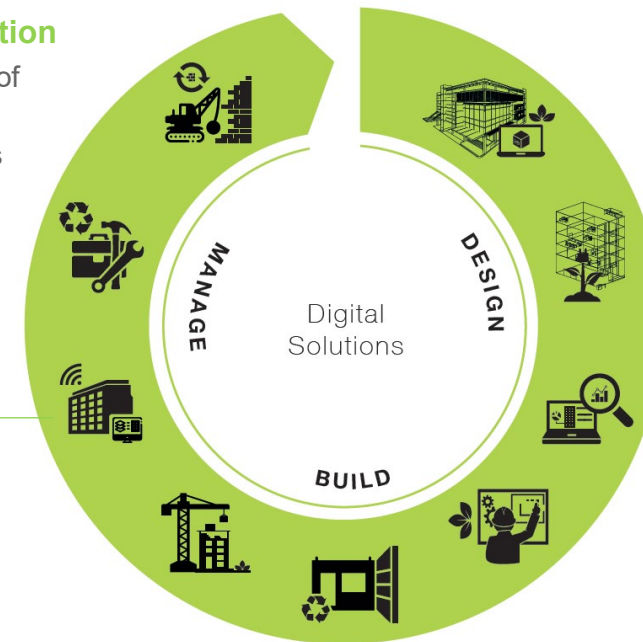 tion
of
s
MANAGE
DESIGN
Digital
Solutions
BUILD